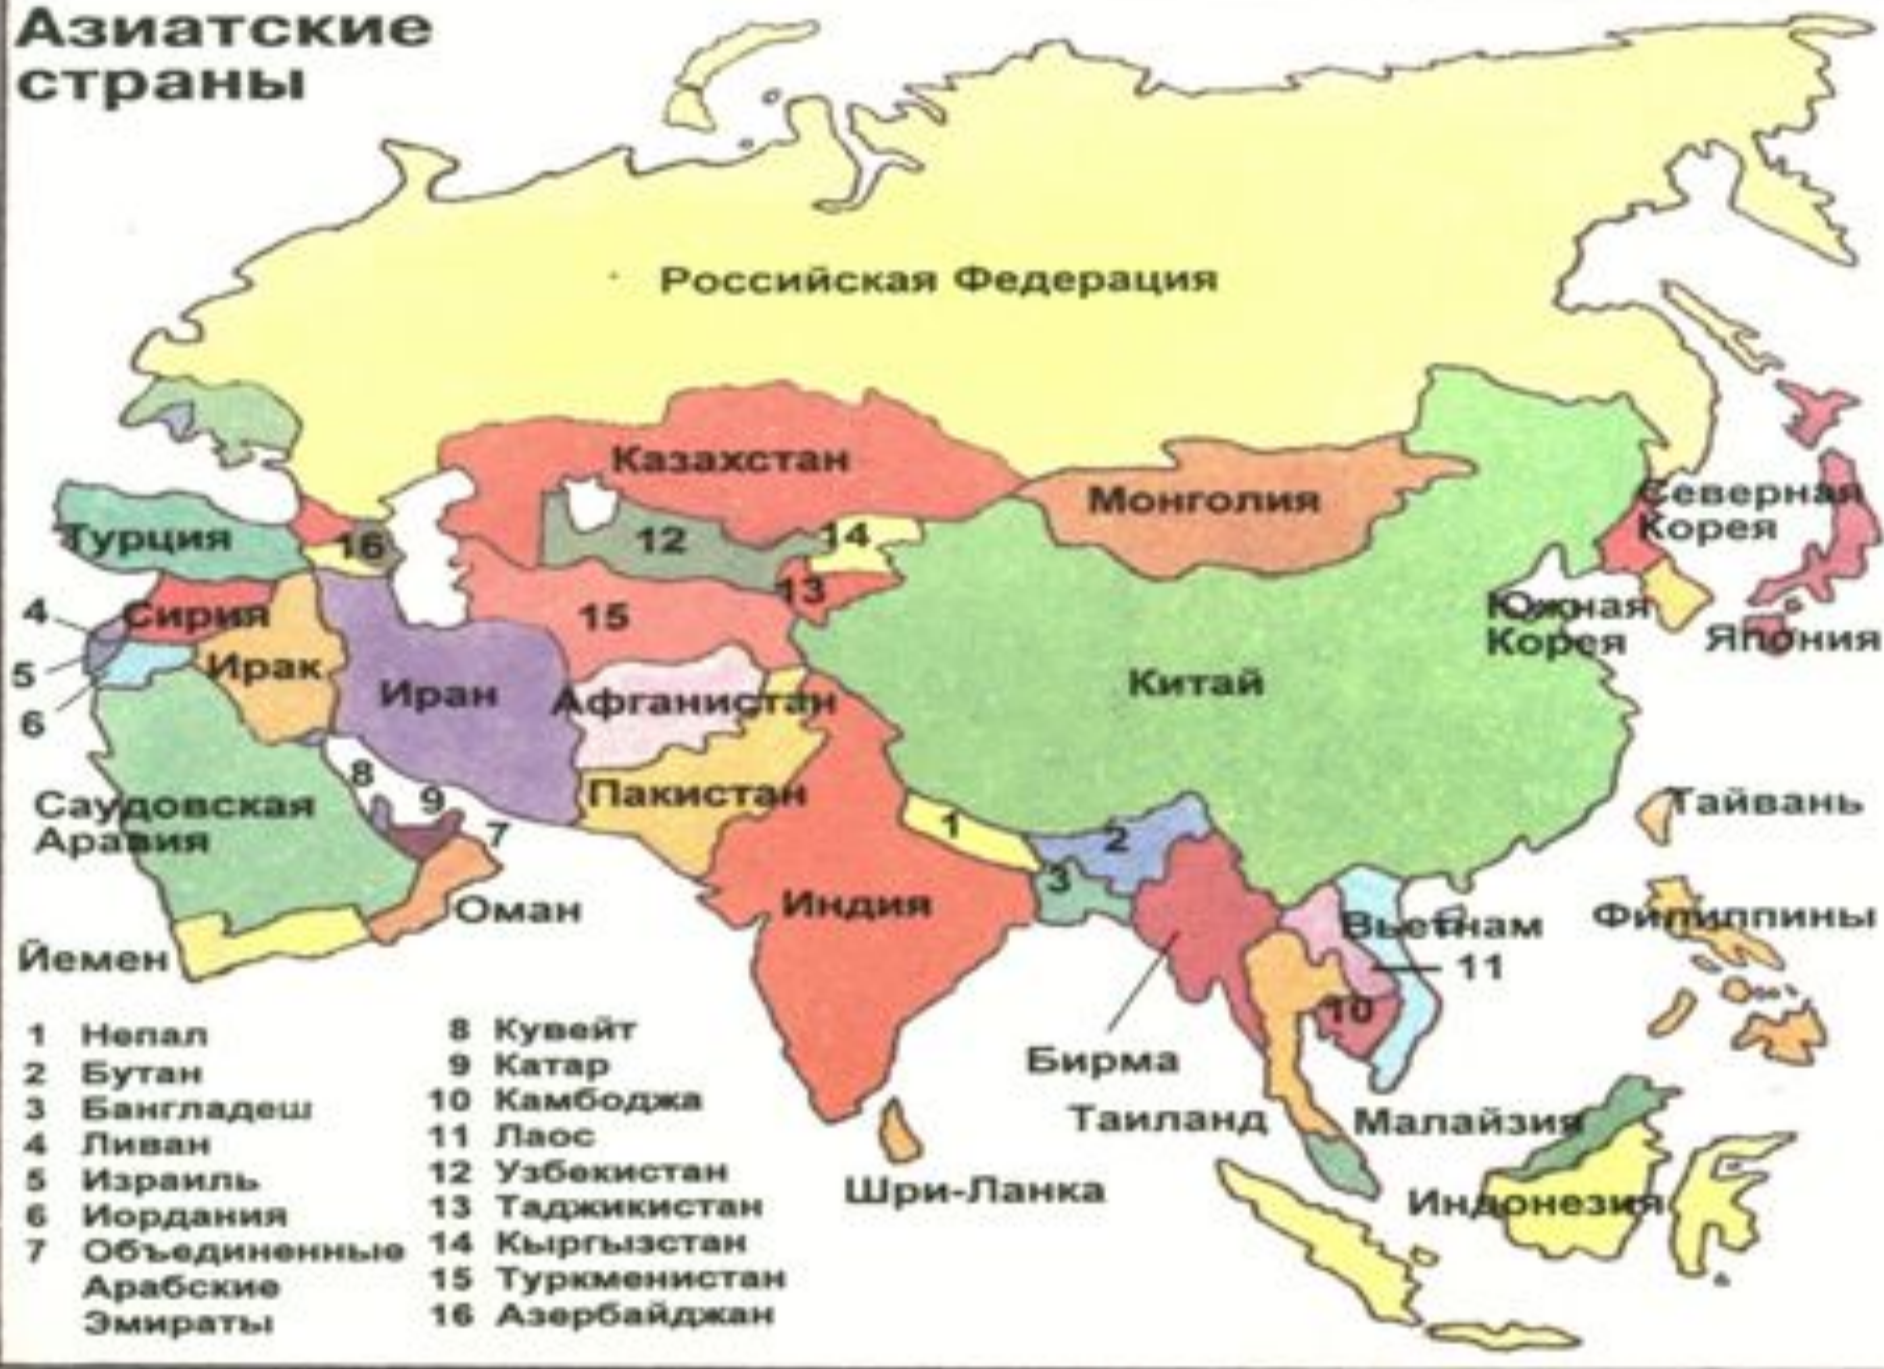 Азиатские
страны
Российская Федерация
Казахстан
Монголия
Северная
Корея
Турция
16
12
14
13
4
Сирия
15
Южная
Корея
Япония
5
Ирак
Иран
Афганистан
Китай
6
8
9
7
Саудовская
Аравия
Пакистан
1
2
3
Тайвань
Индия
Оман
Вьетнам
Филиппины
Йемен
11
10
Бирма
Таиланд
Малайзия
Шри-Ланка
Индонезия
1 Непал
2 Бутан
3 Бангладеш
4 Ливан
5 Израиль
6 Иордания
7 Объединенные
Арабские
Эмираты
8 Кувейт
9 Катар
10 Камбоджа
11 Лаос
12 Узбекистан
13 Таджикистан
14 Кыргызстан
15 Туркменистан
16 Азербайджан